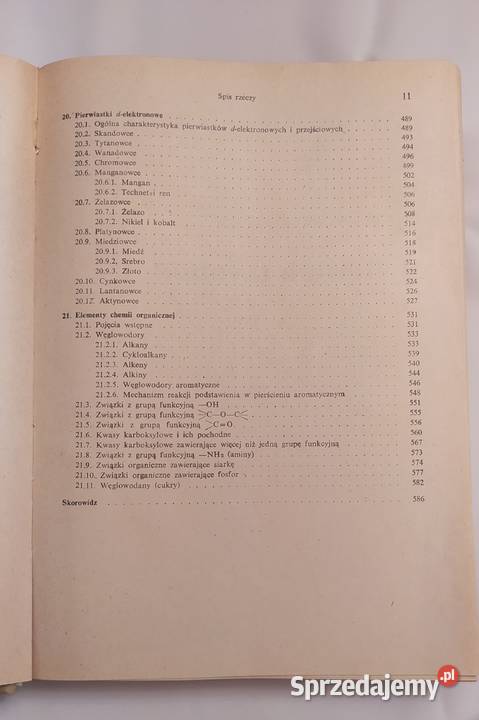 Spis rzeczy 11
20. Pierwiastki d-elektronowe 489
20.1. Ogólna charakterystyka pierwiastków d-elektronowych i przejściowych 489
20.2. Skandowce 493
20.3. Tytanowce 494
20.4. Wanadowce 496
20.5. Chromowce 499
20.6. Manganowce 502
20.6.1. Mangan 504
20.6.2. Technet i ren 506
20.7. Żelazowce 506
20.7.1. Żelazo 508
20.7.2. Nikiel i kobalt 514
20.8. Platynowce 516
20.9. Miedziowce 518
20.9.1. Miedź 519
20.9.2. Srebro 521
20.9.3. Złoto 522
20.10. Cynkowce 524
20.11. Lantanowce 526
20.12. Aktynowce 527
21. Elementy chemii organicznej 531
21.1. Pojęcia wstępne 531
21.2. Węglowodory 533
21.2.1. Alkany 533
21.2.2. Cykloalkany 539
21.2.3. Alkeny 540
21.2.4. Alkiny 544
21.2.5. Węglowodory aromatyczne 546
21.2.6. Mechanizm reakcji podstawienia w pierścieniu aromatycznym 548
21.3. Związki z grupą funkcyjną —OH 551
21.4. Związki z grupą funkcyjną ⩾C—O—C⩽ 555
21.5. Związki z grupą funkcyjną >C=O 556
21.6. Kwasy karboksylowe i ich pochodne 560
21.7. Kwasy karboksylowe zawierające więcej niż jedną grupę funkcyjną 567
21.8. Związki z grupą funkcyjną —NH₂ (aminy) 573
21.9. Związki organiczne zawierające siarkę 574
21.10. Związki organiczne zawierające fosfor 577
21.11. Węglowodany (cukry) 582
Skorowidz 586
Sprzedajemy.pl